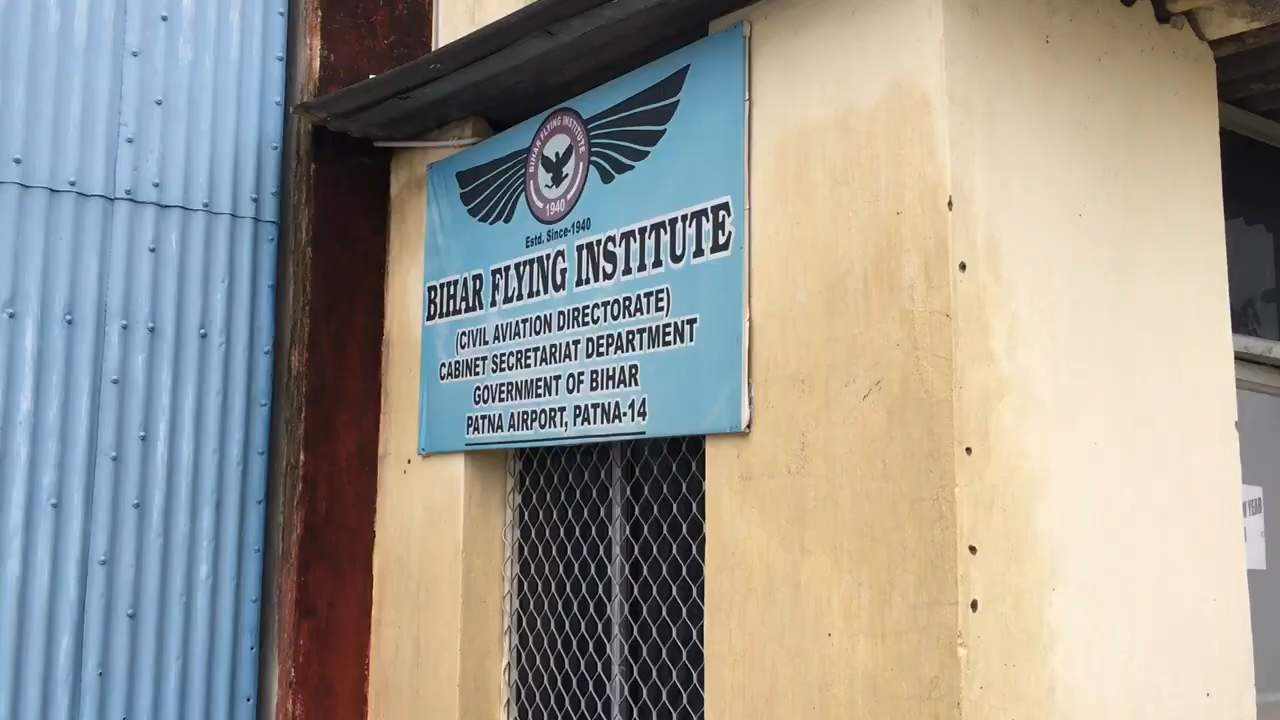 BIHAR FLYING INSTITUTE
1940
Estd. Since-1940
BIHAR FLYING INSTITUTE
(CIVIL AVIATION DIRECTORATE)
CABINET SECRETARIAT DEPARTMENT
GOVERNMENT OF BIHAR
PATNA AIRPORT, PATNA-14
YEAR